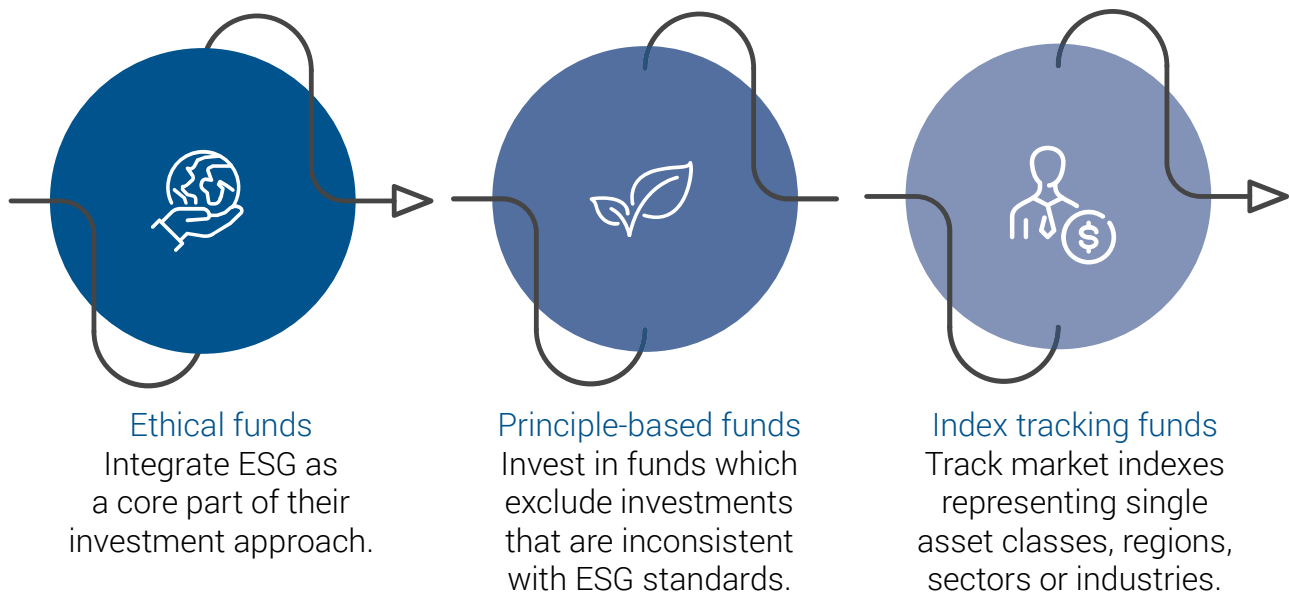 $
Ethical funds
Integrate ESG as
a core part of their
investment approach.
Principle-based funds
Invest in funds which
exclude investments
that are inconsistent
with ESG standards.
Index tracking funds
Track market indexes
representing single
asset classes, regions,
sectors or industries.